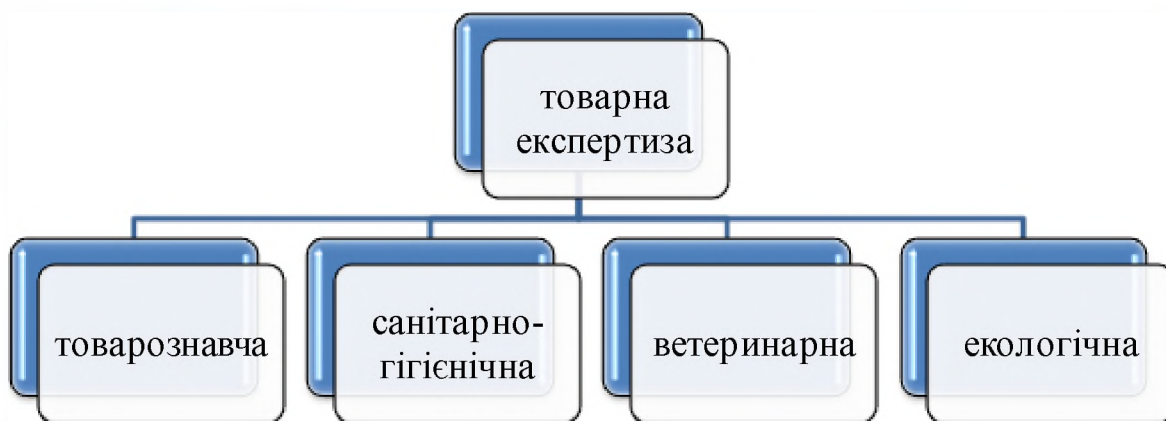 товарна
експертиза
товарознавча
санітарно-
гігієнічна
ветеринарна
екологічна